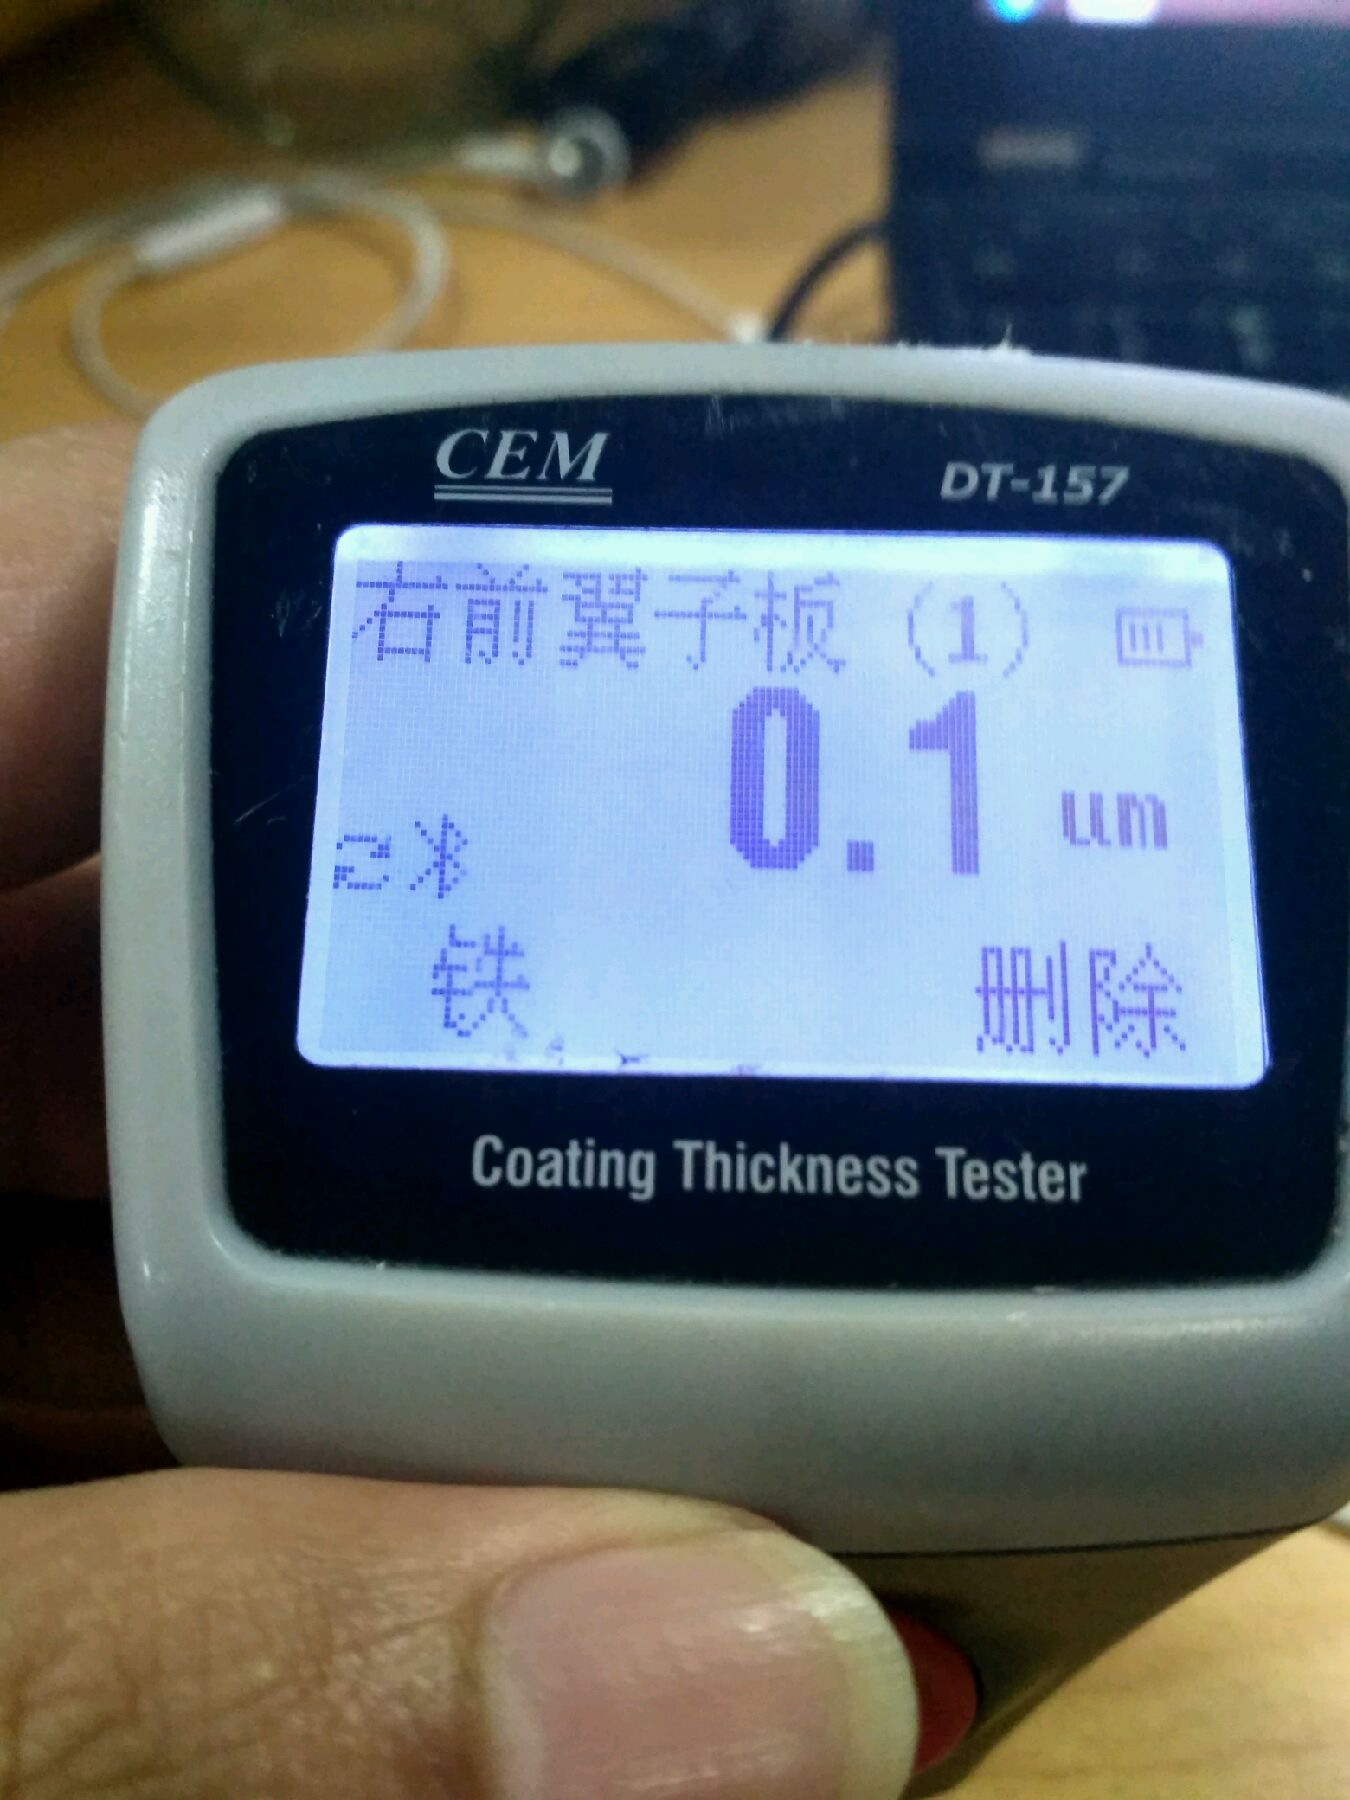 CEM
DT-157
右前翼子板 (1)
0.1 um
铁
删除
Coating Thickness Tester